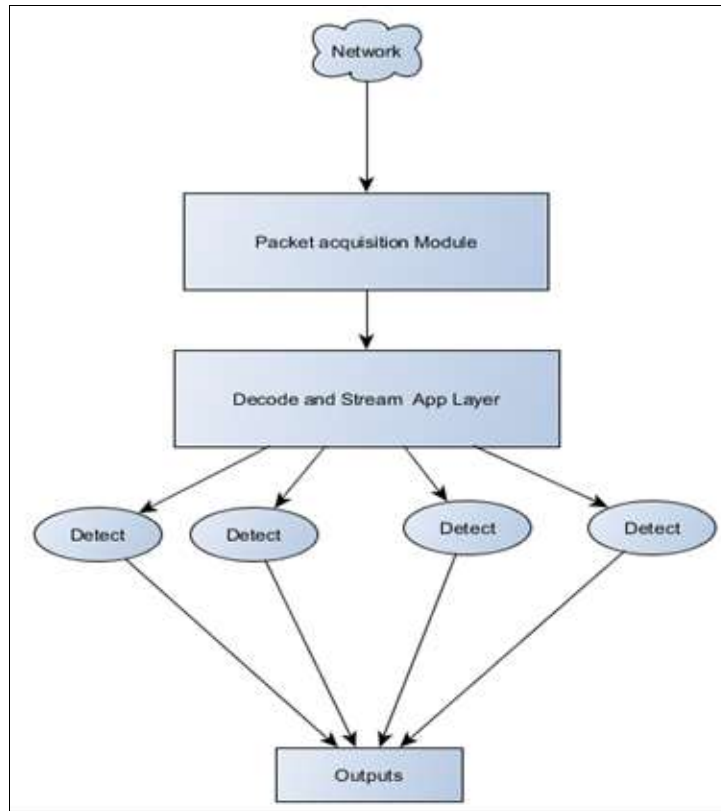 Network
Packet acquisition Module
Decode and Stream App Layer
Detect
Detect
Detect
Detect
Outputs